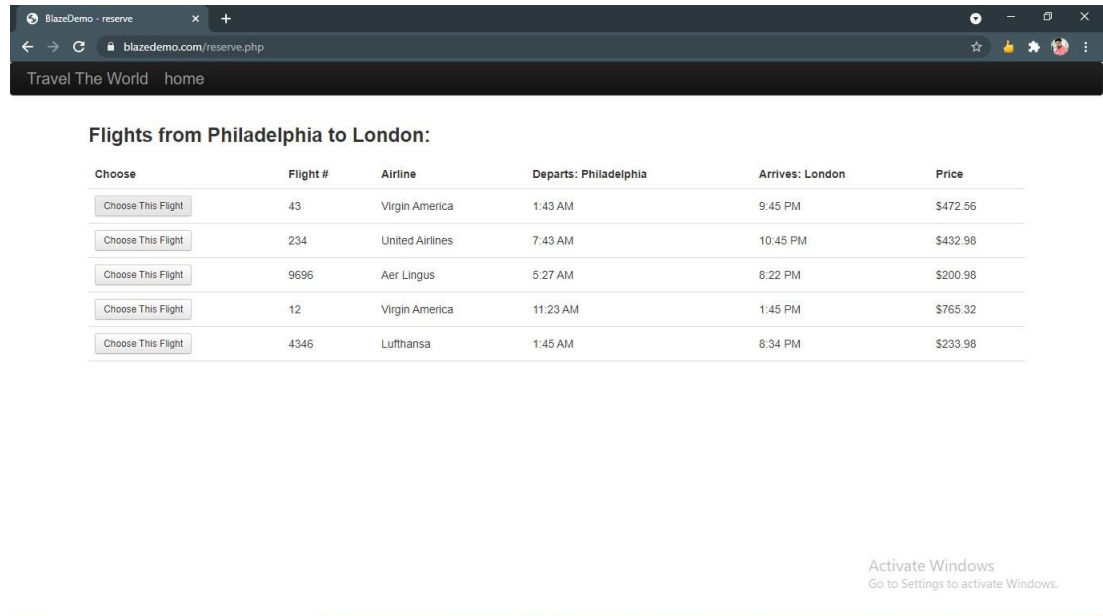 BlazeDemo - reserve
blazedemo.com/reserve.php
Travel The World home
Flights from Philadelphia to London:
Choose Flight # Airline Departs: Philadelphia Arrives: London Price
Choose This Flight 43 Virgin America 1:43 AM 9:45 PM $472.56
Choose This Flight 234 United Airlines 7:43 AM 10:45 PM $432.98
Choose This Flight 9696 Aer Lingus 5:27 AM 8:22 PM $200.98
Choose This Flight 12 Virgin America 11:23 AM 1:45 PM $765.32
Choose This Flight 4346 Lufthansa 1:45 AM 8:34 PM $233.98
Activate Windows
Go to Settings to activate Windows.